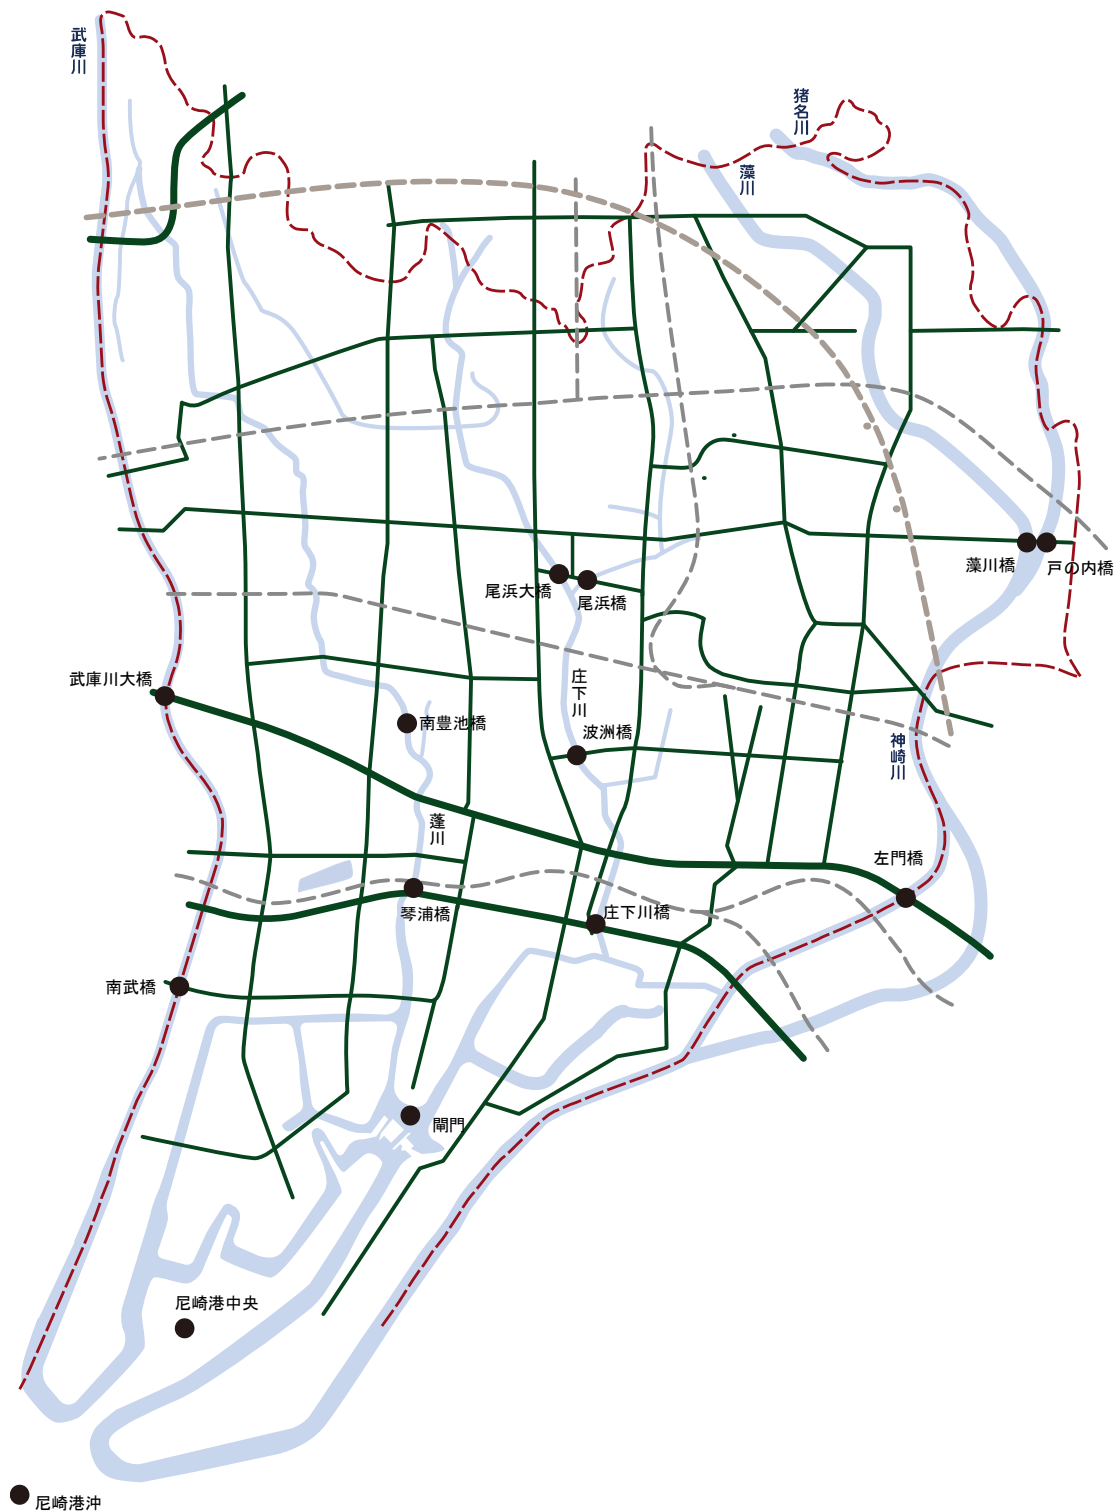 武庫川
猪名川
藻川
藻川橋
戸の内橋
尾浜大橋
尾浜橋
武庫川大橋
庄下川
南豊池橋
波洲橋
神崎川
蓬川
左門橋
琴浦橋
庄下川橋
南武橋
閘門
尼崎港中央
尼崎港沖